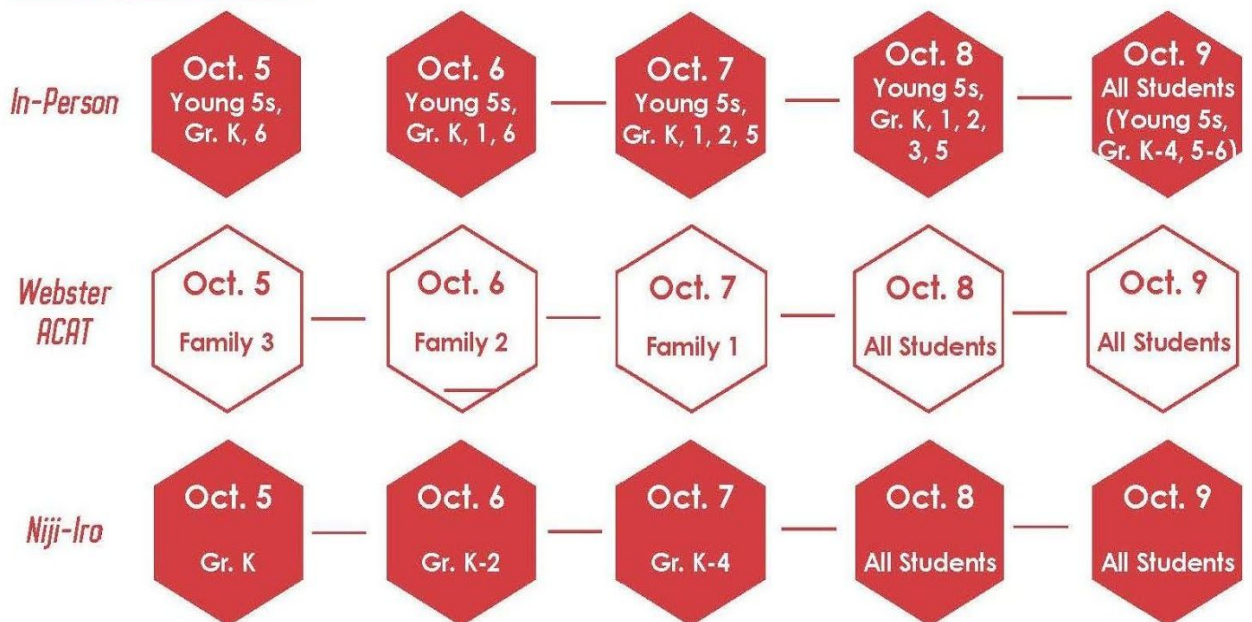 In-Person
Oct. 5
Young 5s,
Gr. K, 6
Oct. 6
Young 5s,
Gr. K, 1, 6
Oct. 7
Young 5s,
Gr. K, 1, 2, 5
Oct. 8
Young 5s,
Gr. K, 1, 2,
3, 5
Oct. 9
All Students
(Young 5s,
Gr. K-4, 5-6)
Webster
ACAT
Oct. 5
Family 3
Oct. 6
Family 2
Oct. 7
Family 1
Oct. 8
All Students
Oct. 9
All Students
Niji-Iro
Oct. 5
Gr. K
Oct. 6
Gr. K-2
Oct. 7
Gr. K-4
Oct. 8
All Students
Oct. 9
All Students